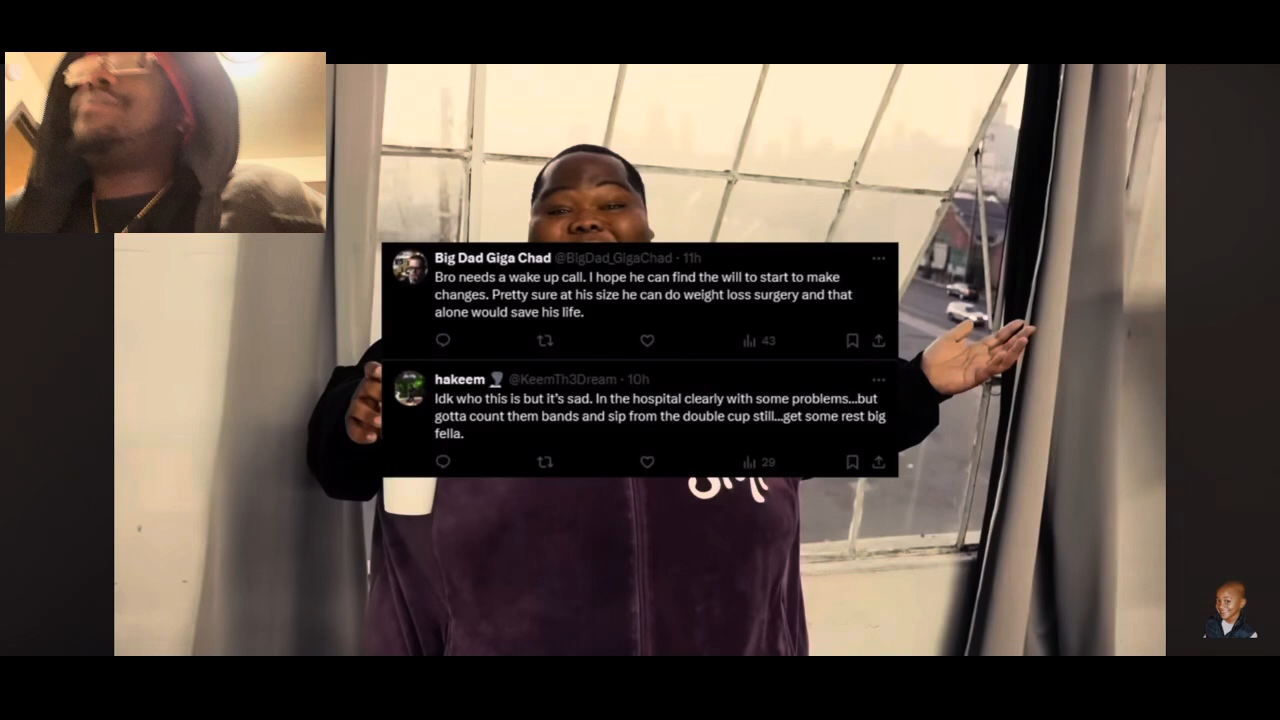 Big Dad Giga Chad @BigDad_GigaChad · 11h
Bro needs a wake up call. I hope he can find the will to start to make
changes. Pretty sure at his size he can do weight loss surgery and that
alone would save his life.
43
hakeem @KeemTh3Dream · 10h
Idk who this is but it's sad. In the hospital clearly with some problems...but
gotta count them bands and sip from the double cup still...get some rest big
fella.
29